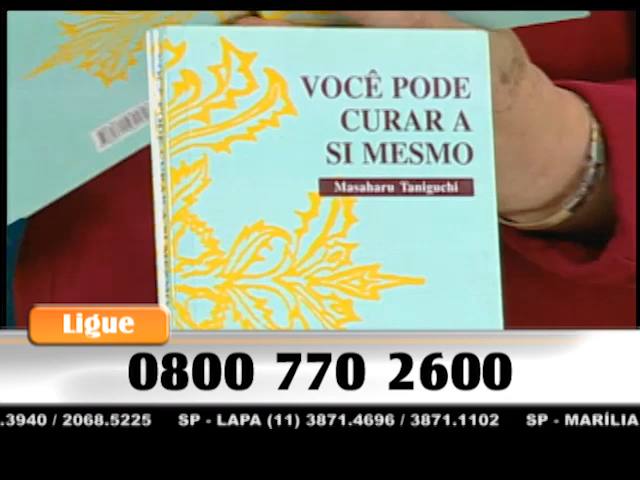 VOCÊ PODE
CURAR A
SI MESMO
Masaharu Taniguchi
Ligue
0800 770 2600
.3940 / 2068.5225 SP - LAPA (11) 3871.4696 / 3871.1102 SP - MARÍLIA